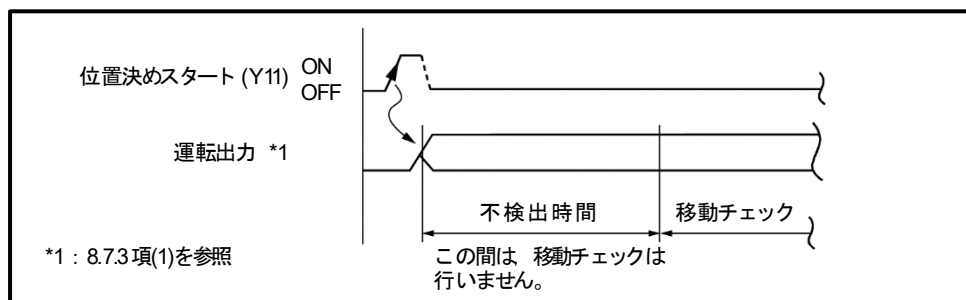 位置決めスタート (Y11) ON
OFF
運転出力 *1
不検出時間 移動チェック
*1 : 8.7.3 項(1)を参照
この間は, 移動チェックは
行いません。